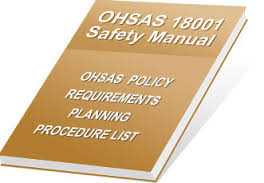 OHSAS 18001
Safety Manual
OHSAS POLICY
REQUIREMENTS
PLANNING
PROCEDURE LIST